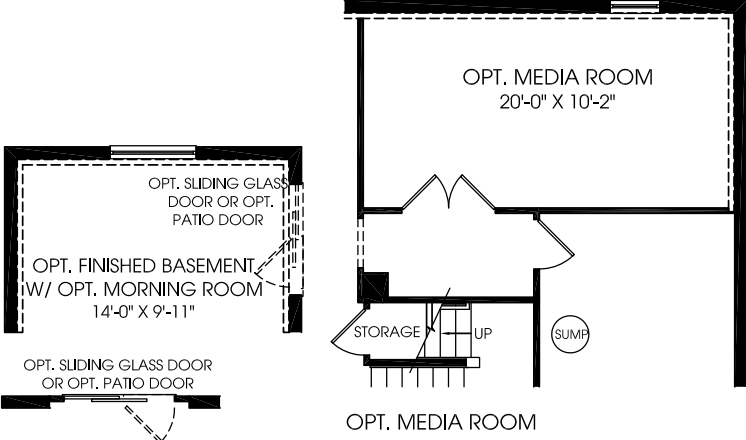 OPT. MEDIA ROOM
20'-0" X 10'-2"
OPT. SLIDING GLASS
DOOR OR OPT.
PATIO DOOR
OPT. FINISHED BASEMENT
W/ OPT. MORNING ROOM
14'-0" X 9'-11"
STORAGE
UP
SUMP
OPT. SLIDING GLASS DOOR
OR OPT. PATIO DOOR
OPT. MEDIA ROOM